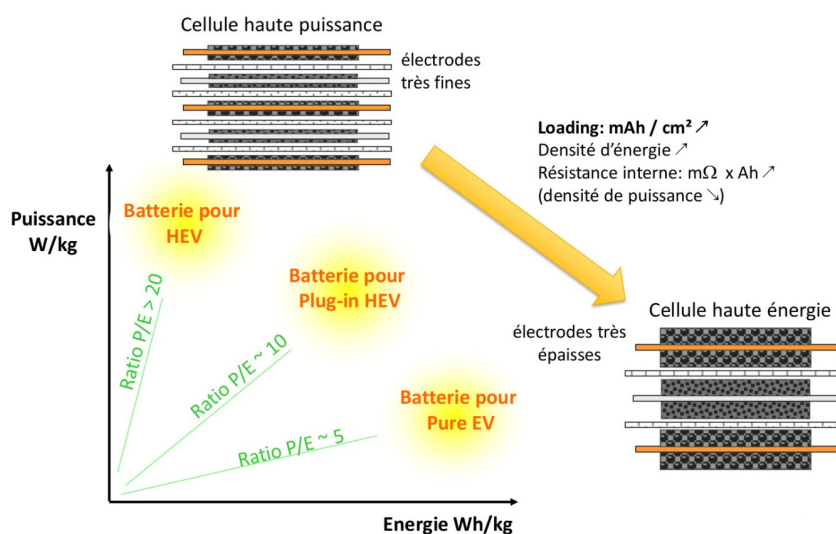 Cellule haute puissance
électrodes
très fines
Loading: mAh / cm² ↗
Densité d'énergie ↗
Résistance interne: mΩ x Ah ↗
(densité de puissance ↘)
Puissance
W/kg
Batterie pour
HEV
Batterie pour
Plug-in HEV
Batterie pour
Pure EV
Ratio P/E > 20
Ratio P/E ~ 10
Ratio P/E ~ 5
Energie Wh/kg
Cellule haute énergie
électrodes très
épaisses